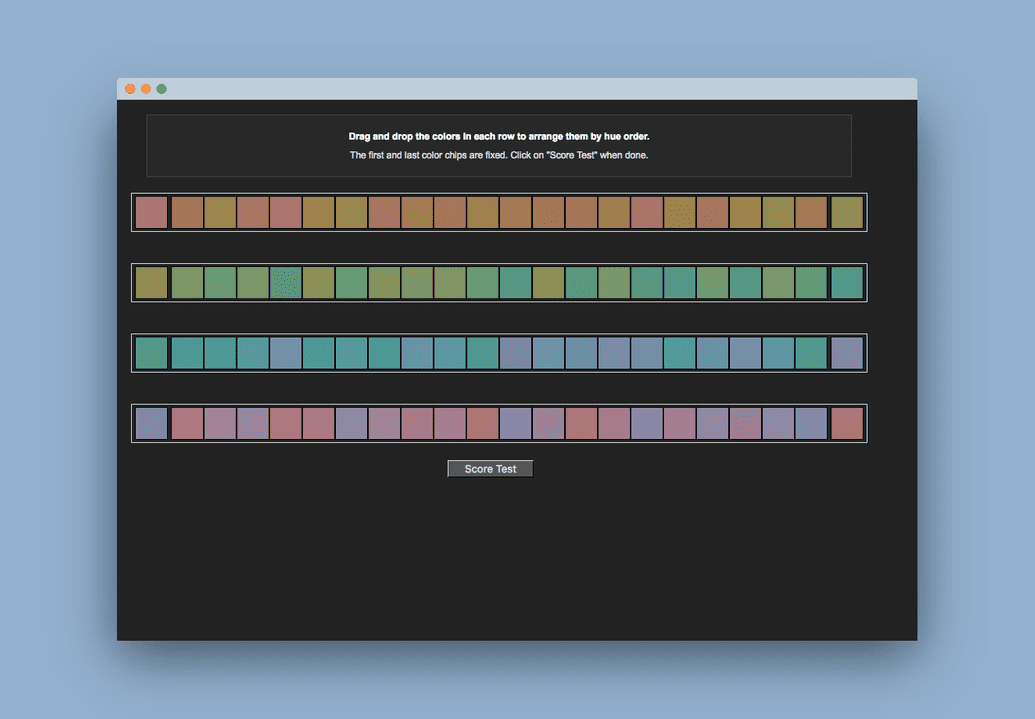 Drag and drop the colors in each row to arrange them by hue order.
The first and last color chips are fixed. Click on "Score Test" when done.
Score Test